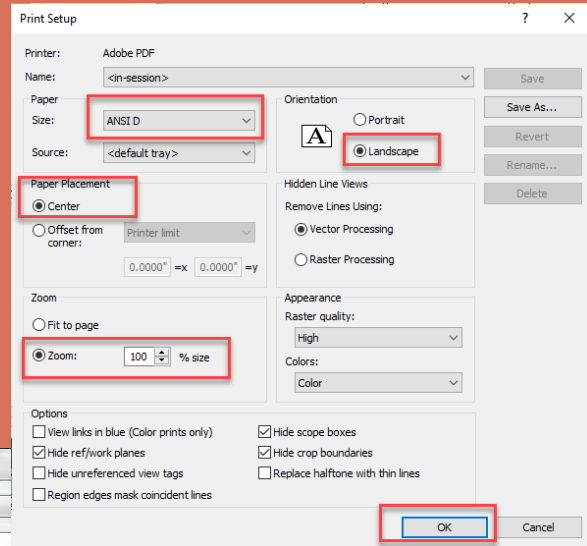 Print Setup ? X
Printer: Adobe PDF
Name: <in-session>
Save
Paper
Size: ANSI D
Source: <default tray>
Orientation
A
Portrait
Landscape
Save As...
Revert
Rename...
Delete
Paper Placement
Center
Offset from
corner:
Printer limit
0.0000" =x 0.0000" =y
Hidden Line Views
Remove Lines Using:
Vector Processing
Raster Processing
Zoom
Fit to page
Zoom: 100 % size
Appearance
Raster quality:
High
Colors:
Color
Options
View links in blue (Color prints only)
Hide ref/work planes
Hide unreferenced view tags
Region edges mask coincident lines
Hide scope boxes
Hide crop boundaries
Replace halftone with thin lines
OK Cancel